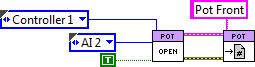 Controller 1
Pot Front
AI 2
POT
OPEN
POT
#
T